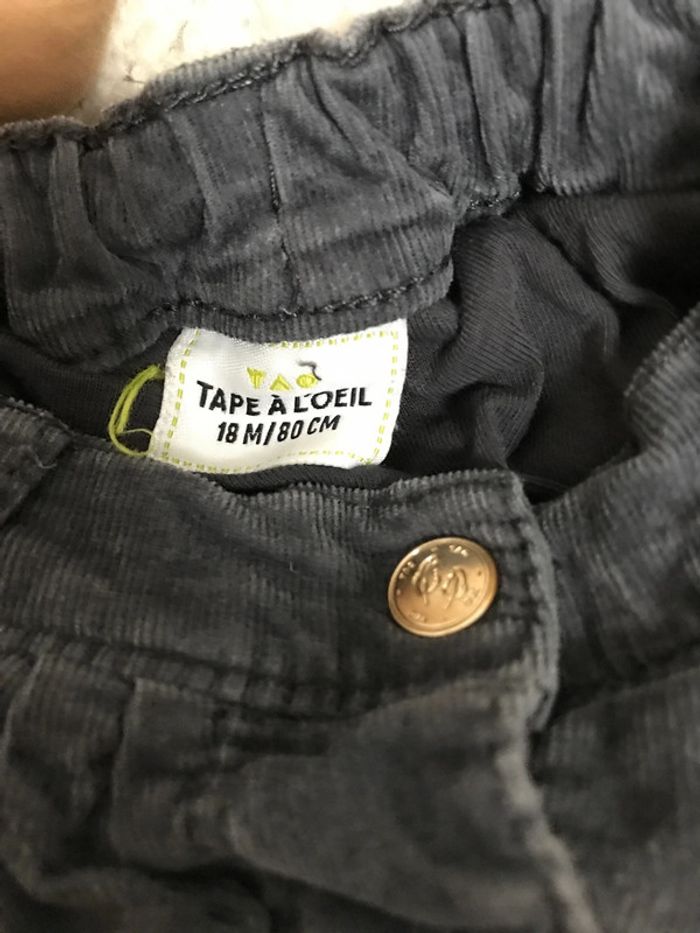 TAO
TAPE À L'OEIL
18 M/80 CM